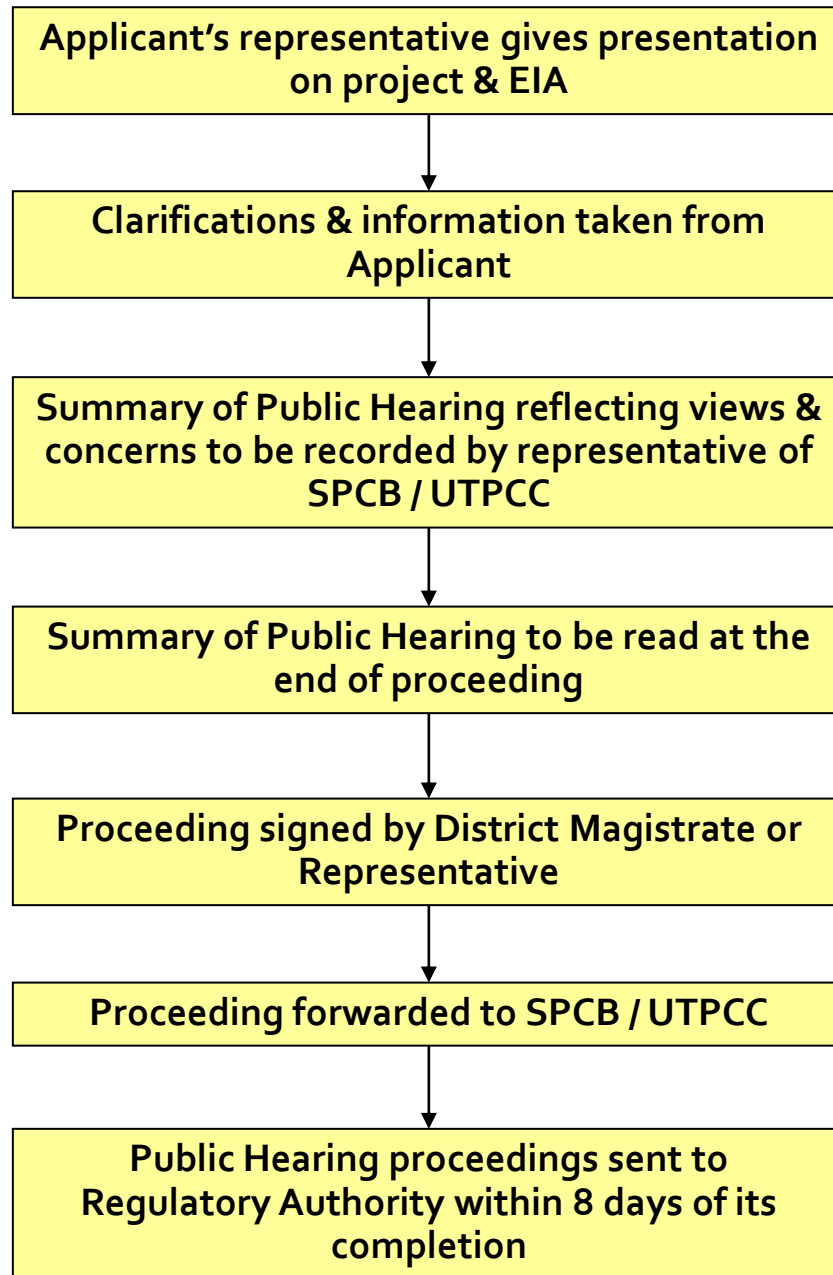 Applicant’s representative gives presentation
on project & EIA
Clarifications & information taken from
Applicant
Summary of Public Hearing reflecting views &
concerns to be recorded by representative of
SPCB / UTPCC
Summary of Public Hearing to be read at the
end of proceeding
Proceeding signed by District Magistrate or
Representative
Proceeding forwarded to SPCB / UTPCC
Public Hearing proceedings sent to
Regulatory Authority within 8 days of its
completion